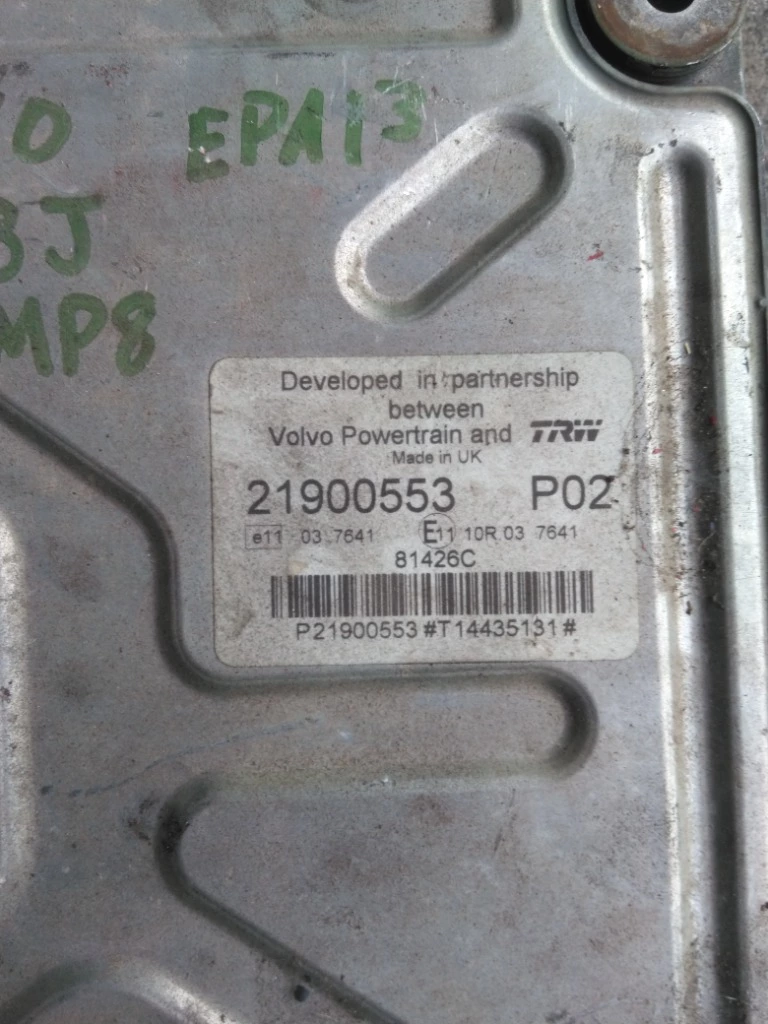 EPA13
MP8
Developed in partnership
between
Volvo Powertrain and TRW
Made in UK
21900553 P02
e11 03 7641 E11 10R 03 7641
81426C
P21900553#T14435131#